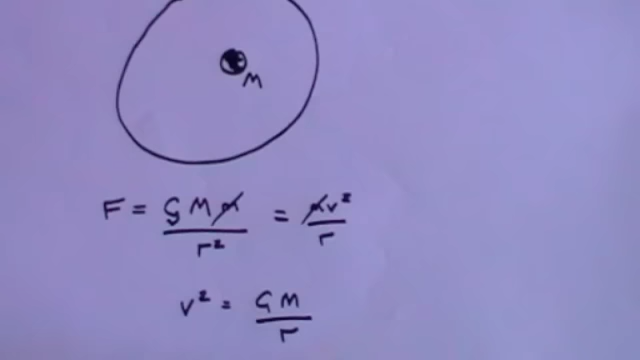 M
F = GMm/r² = mv²/r
v² = GM/r